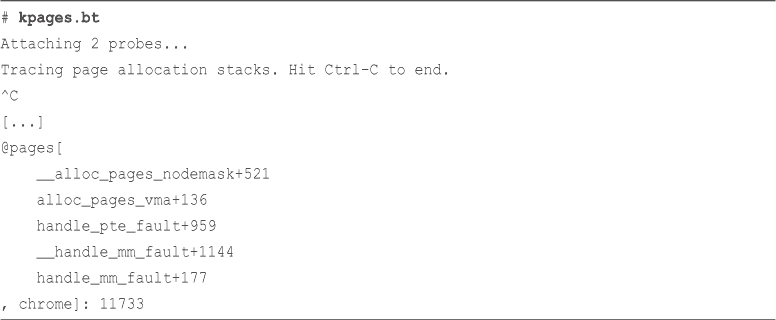 # kpages.bt
Attaching 2 probes...
Tracing page allocation stacks. Hit Ctrl-C to end.
^C
[...]
@pages[
    __alloc_pages_nodemask+521
    alloc_pages_vma+136
    handle_pte_fault+959
    __handle_mm_fault+1144
    handle_mm_fault+177
, chrome]: 11733